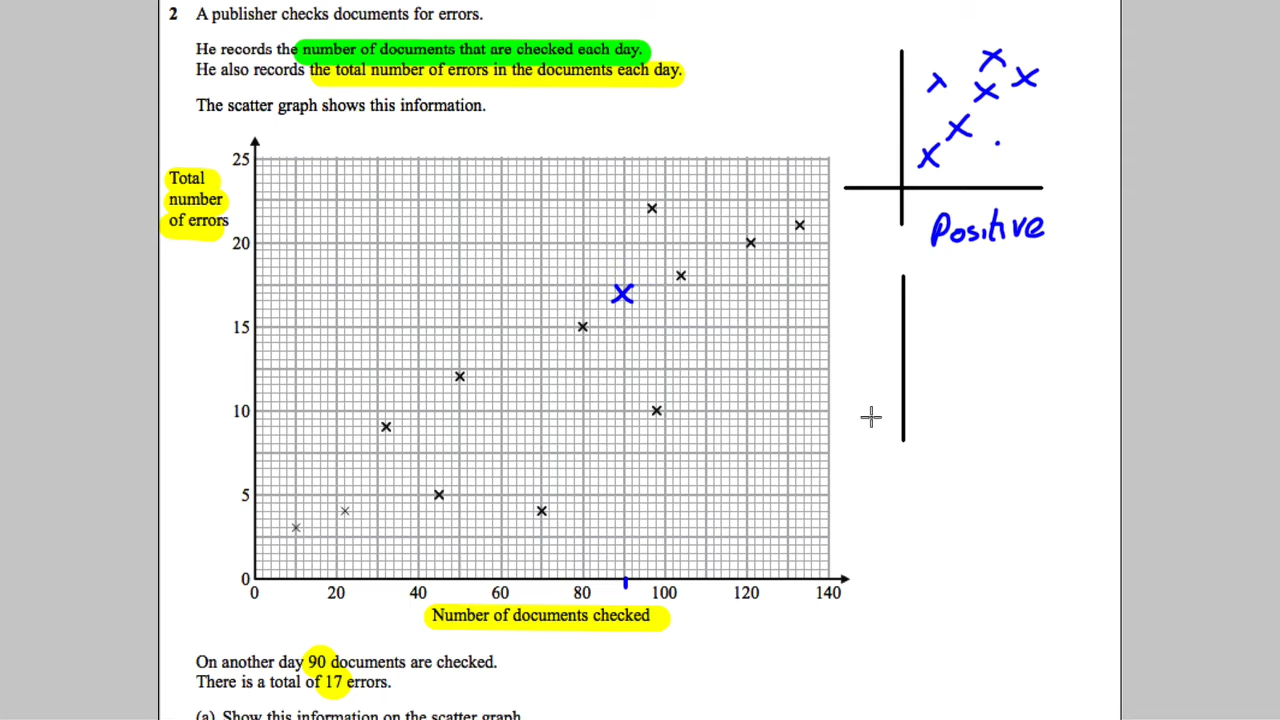 2 A publisher checks documents for errors.
He records the number of documents that are checked each day.
He also records the total number of errors in the documents each day.
The scatter graph shows this information.
Total
number
of errors
25
20
15
10
5
0
0 20 40 60 80 100 120 140
Number of documents checked
Positive
On another day 90 documents are checked.
There is a total of 17 errors.
(a) Show this information on the scatter graph